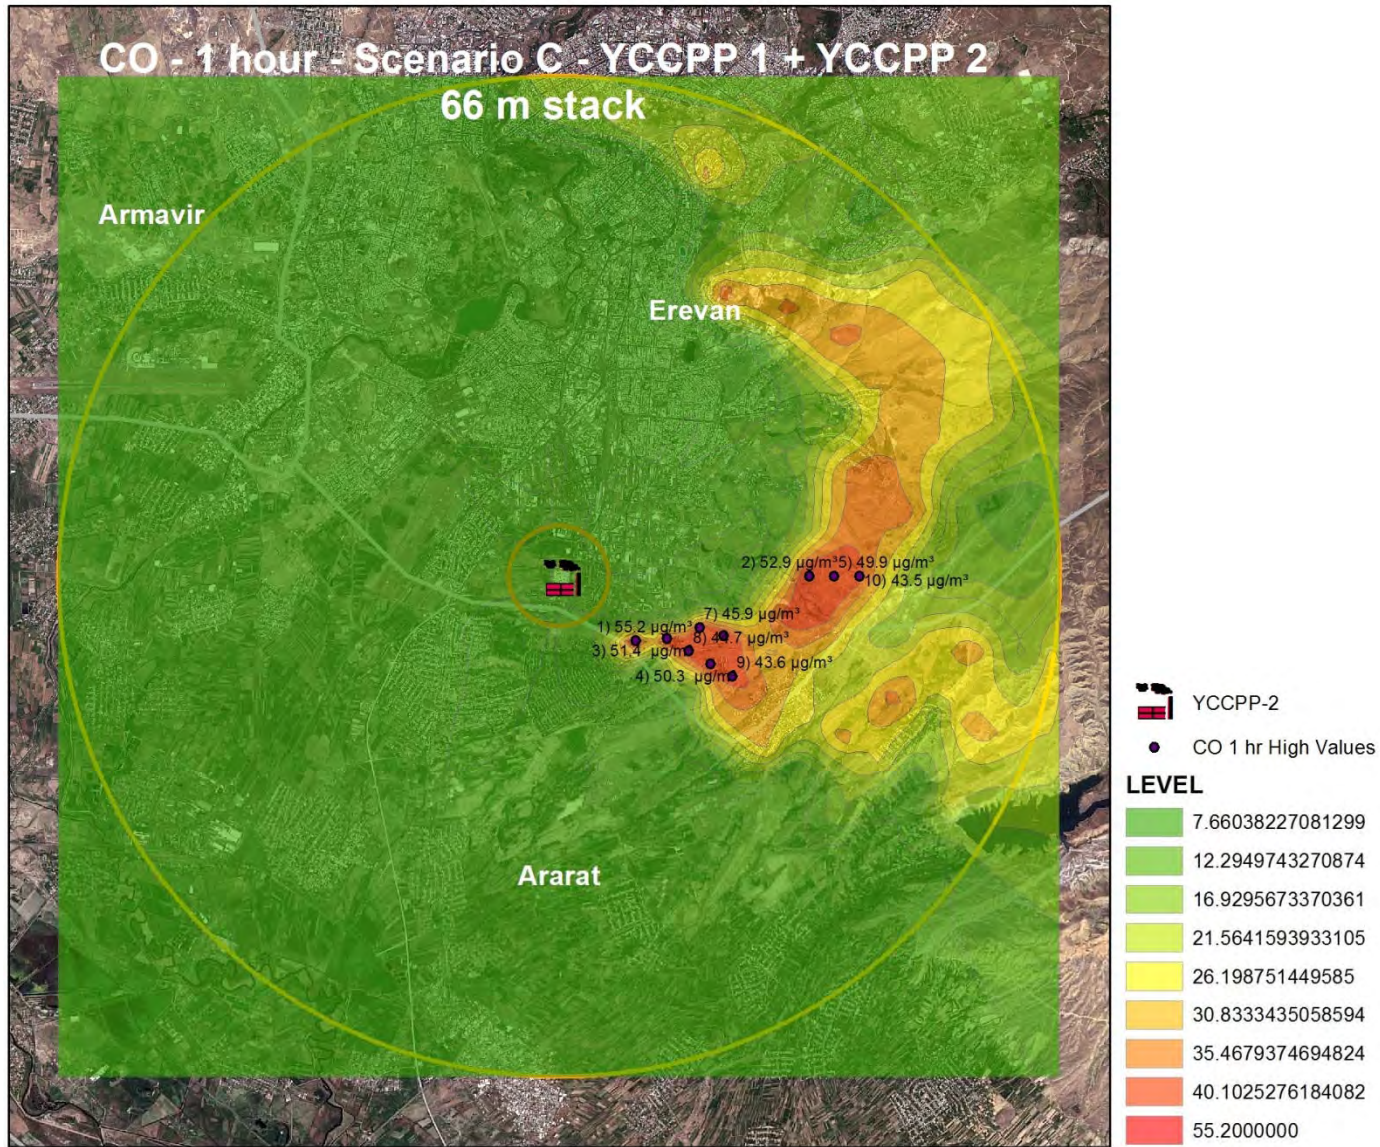 CO - 1 hour - Scenario C - YCCPP 1 + YCCPP 2
66 m stack
Armavir
Erevan
2) 52.9 µg/m³ 5) 49.9 µg/m³
10) 43.5 µg/m³
7) 45.9 µg/m³
1) 55.2 µg/m³
8) 44.7 µg/m³
3) 51.4 µg/m
9) 43.6 µg/m³
4) 50.3 µg/m
Ararat
YCCPP-2
CO 1 hr High Values
LEVEL
7.66038227081299
12.2949743270874
16.9295673370361
21.5641593933105
26.198751449585
30.8333435058594
35.4679374694824
40.1025276184082
55.2000000